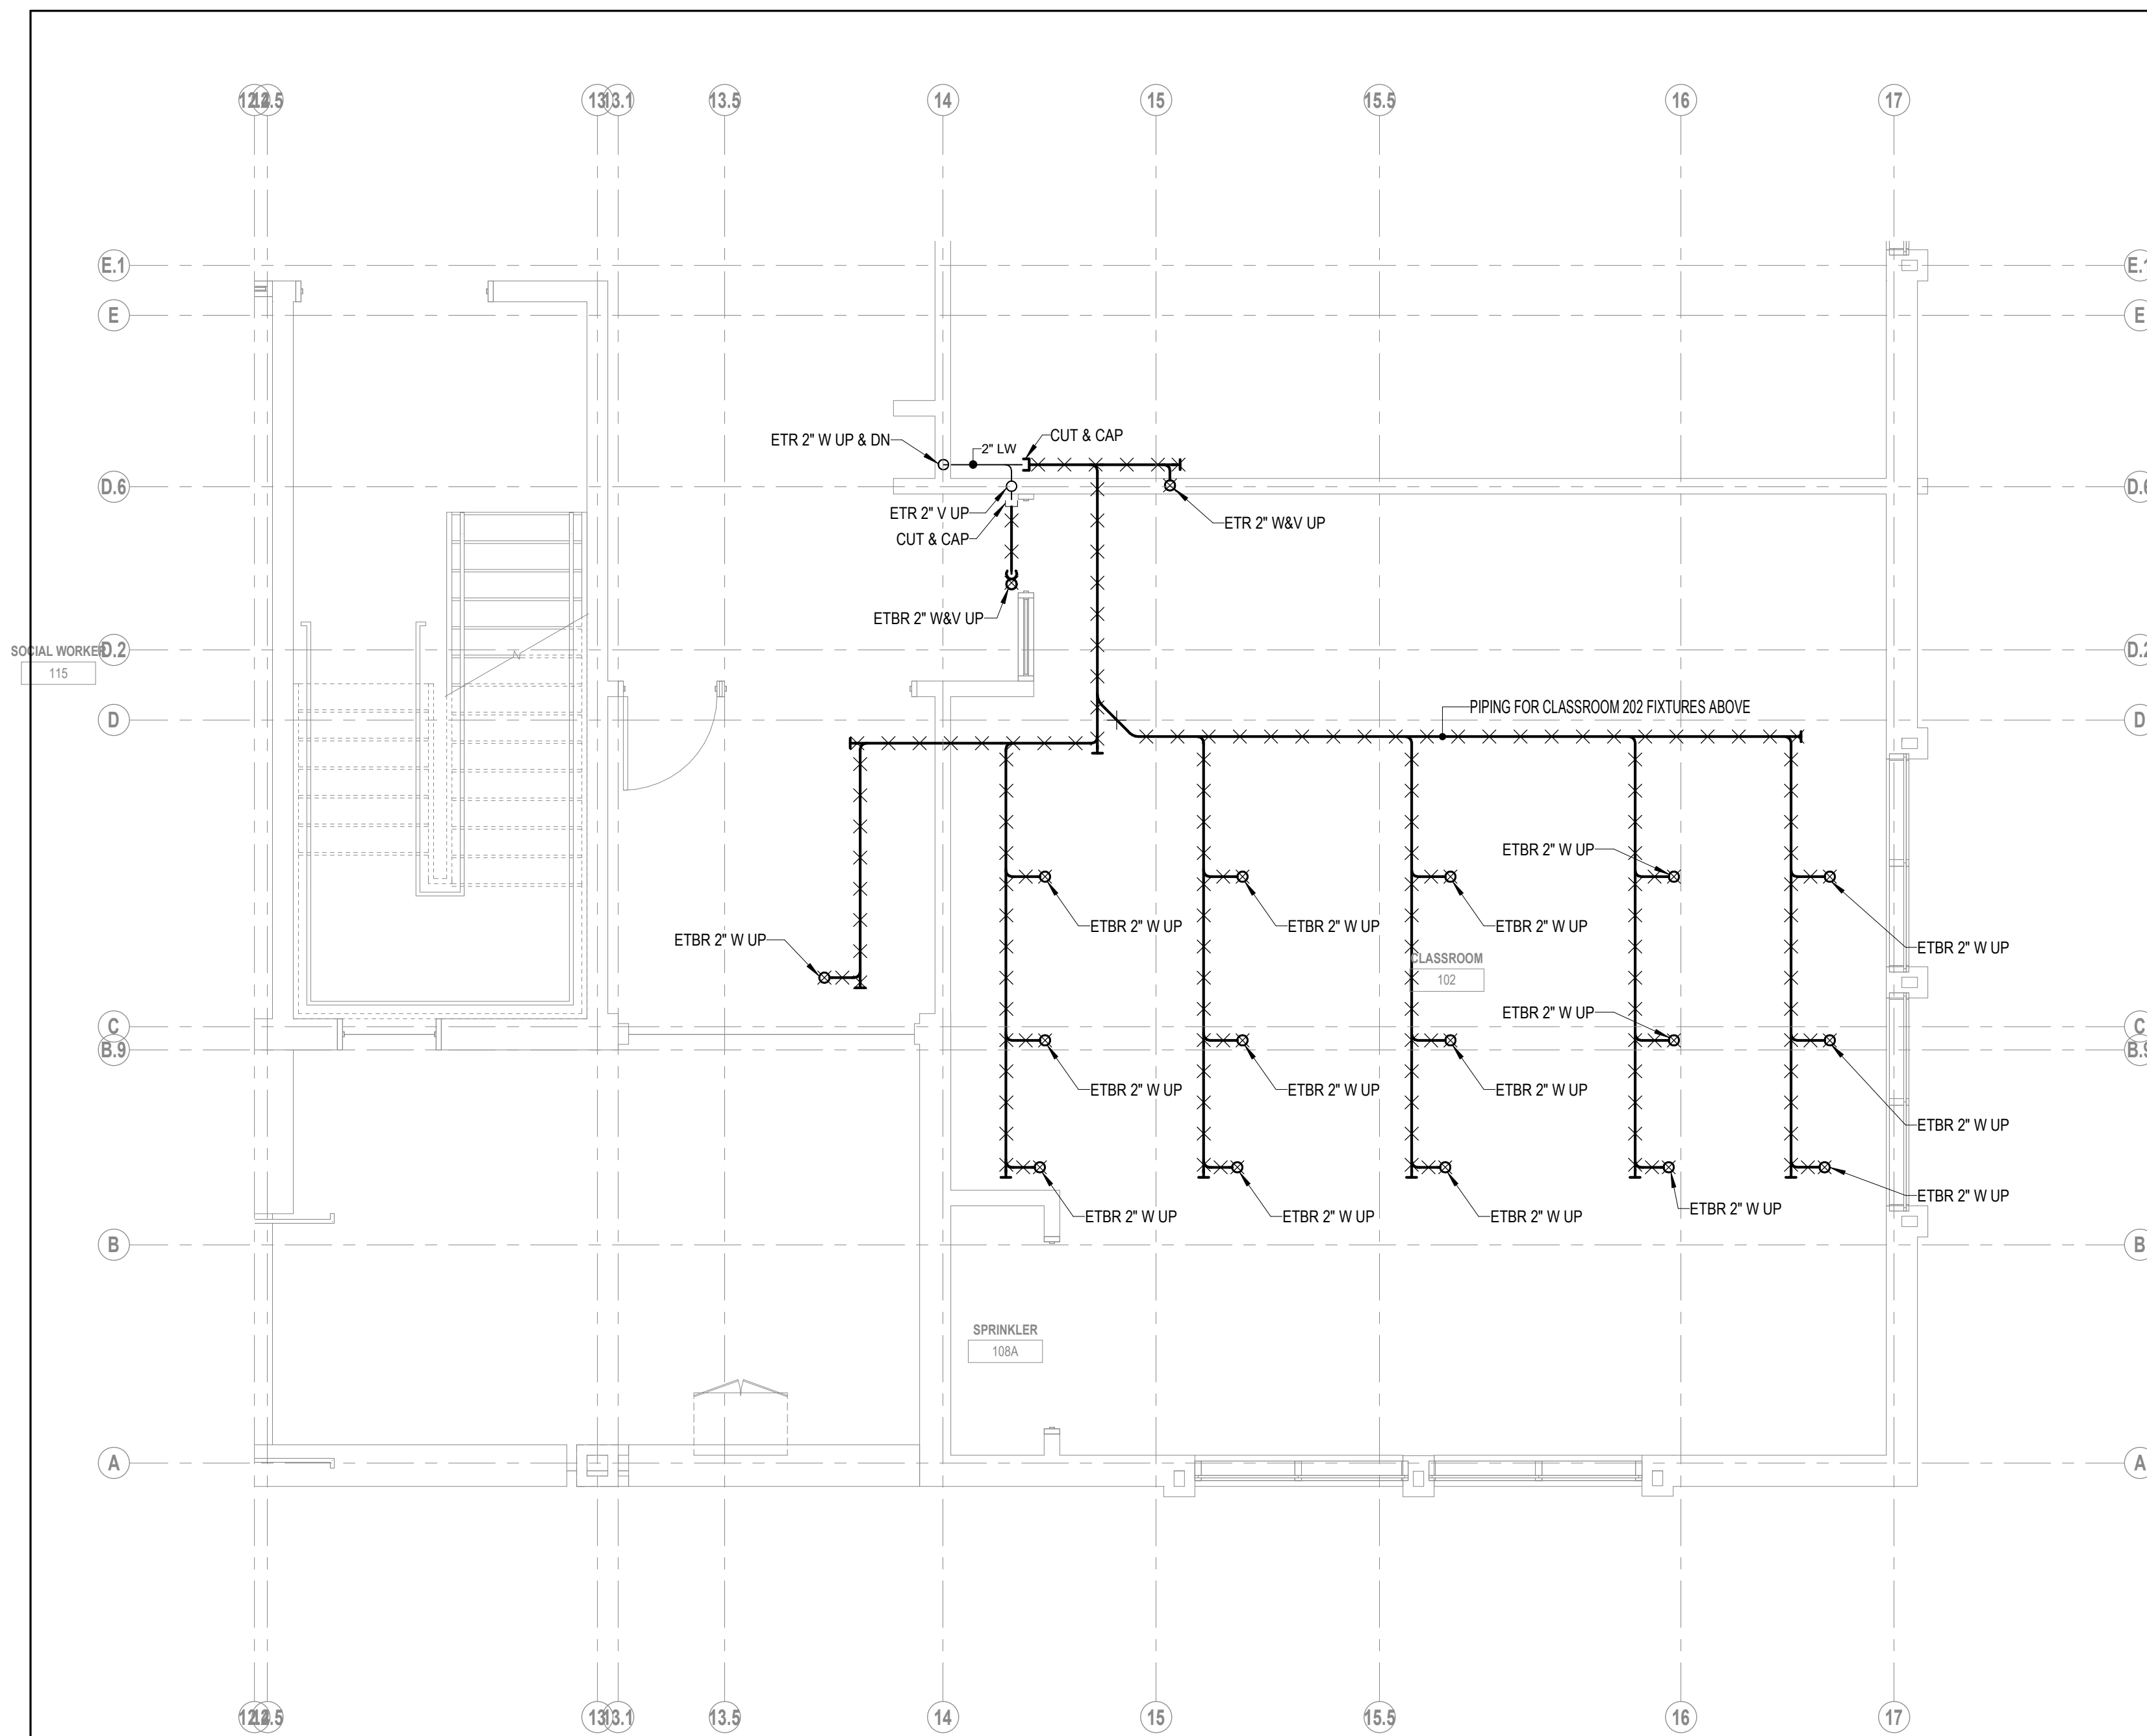 13.5
14
15
15.5
16
17
E.1
E.1
E
E
ETR 2" W UP & DN
2" LW
CUT & CAP
D.6
D.6
ETR 2" V UP
ETR 2" W&V UP
CUT & CAP
ETBR 2" W&V UP
SOCIAL WORKER
115
D.2
D.2
PIPING FOR CLASSROOM 202 FIXTURES ABOVE
D
D
ETBR 2" W UP
ETBR 2" W UP
ETBR 2" W UP
ETBR 2" W UP
ETBR 2" W UP
ETBR 2" W UP
CLASSROOM
102
ETBR 2" W UP
C
C
B.9
B.9
ETBR 2" W UP
ETBR 2" W UP
ETBR 2" W UP
ETBR 2" W UP
ETBR 2" W UP
ETBR 2" W UP
ETBR 2" W UP
ETBR 2" W UP
ETBR 2" W UP
B
B
SPRINKLER
108A
A
A
13.5
14
15
15.5
16
17